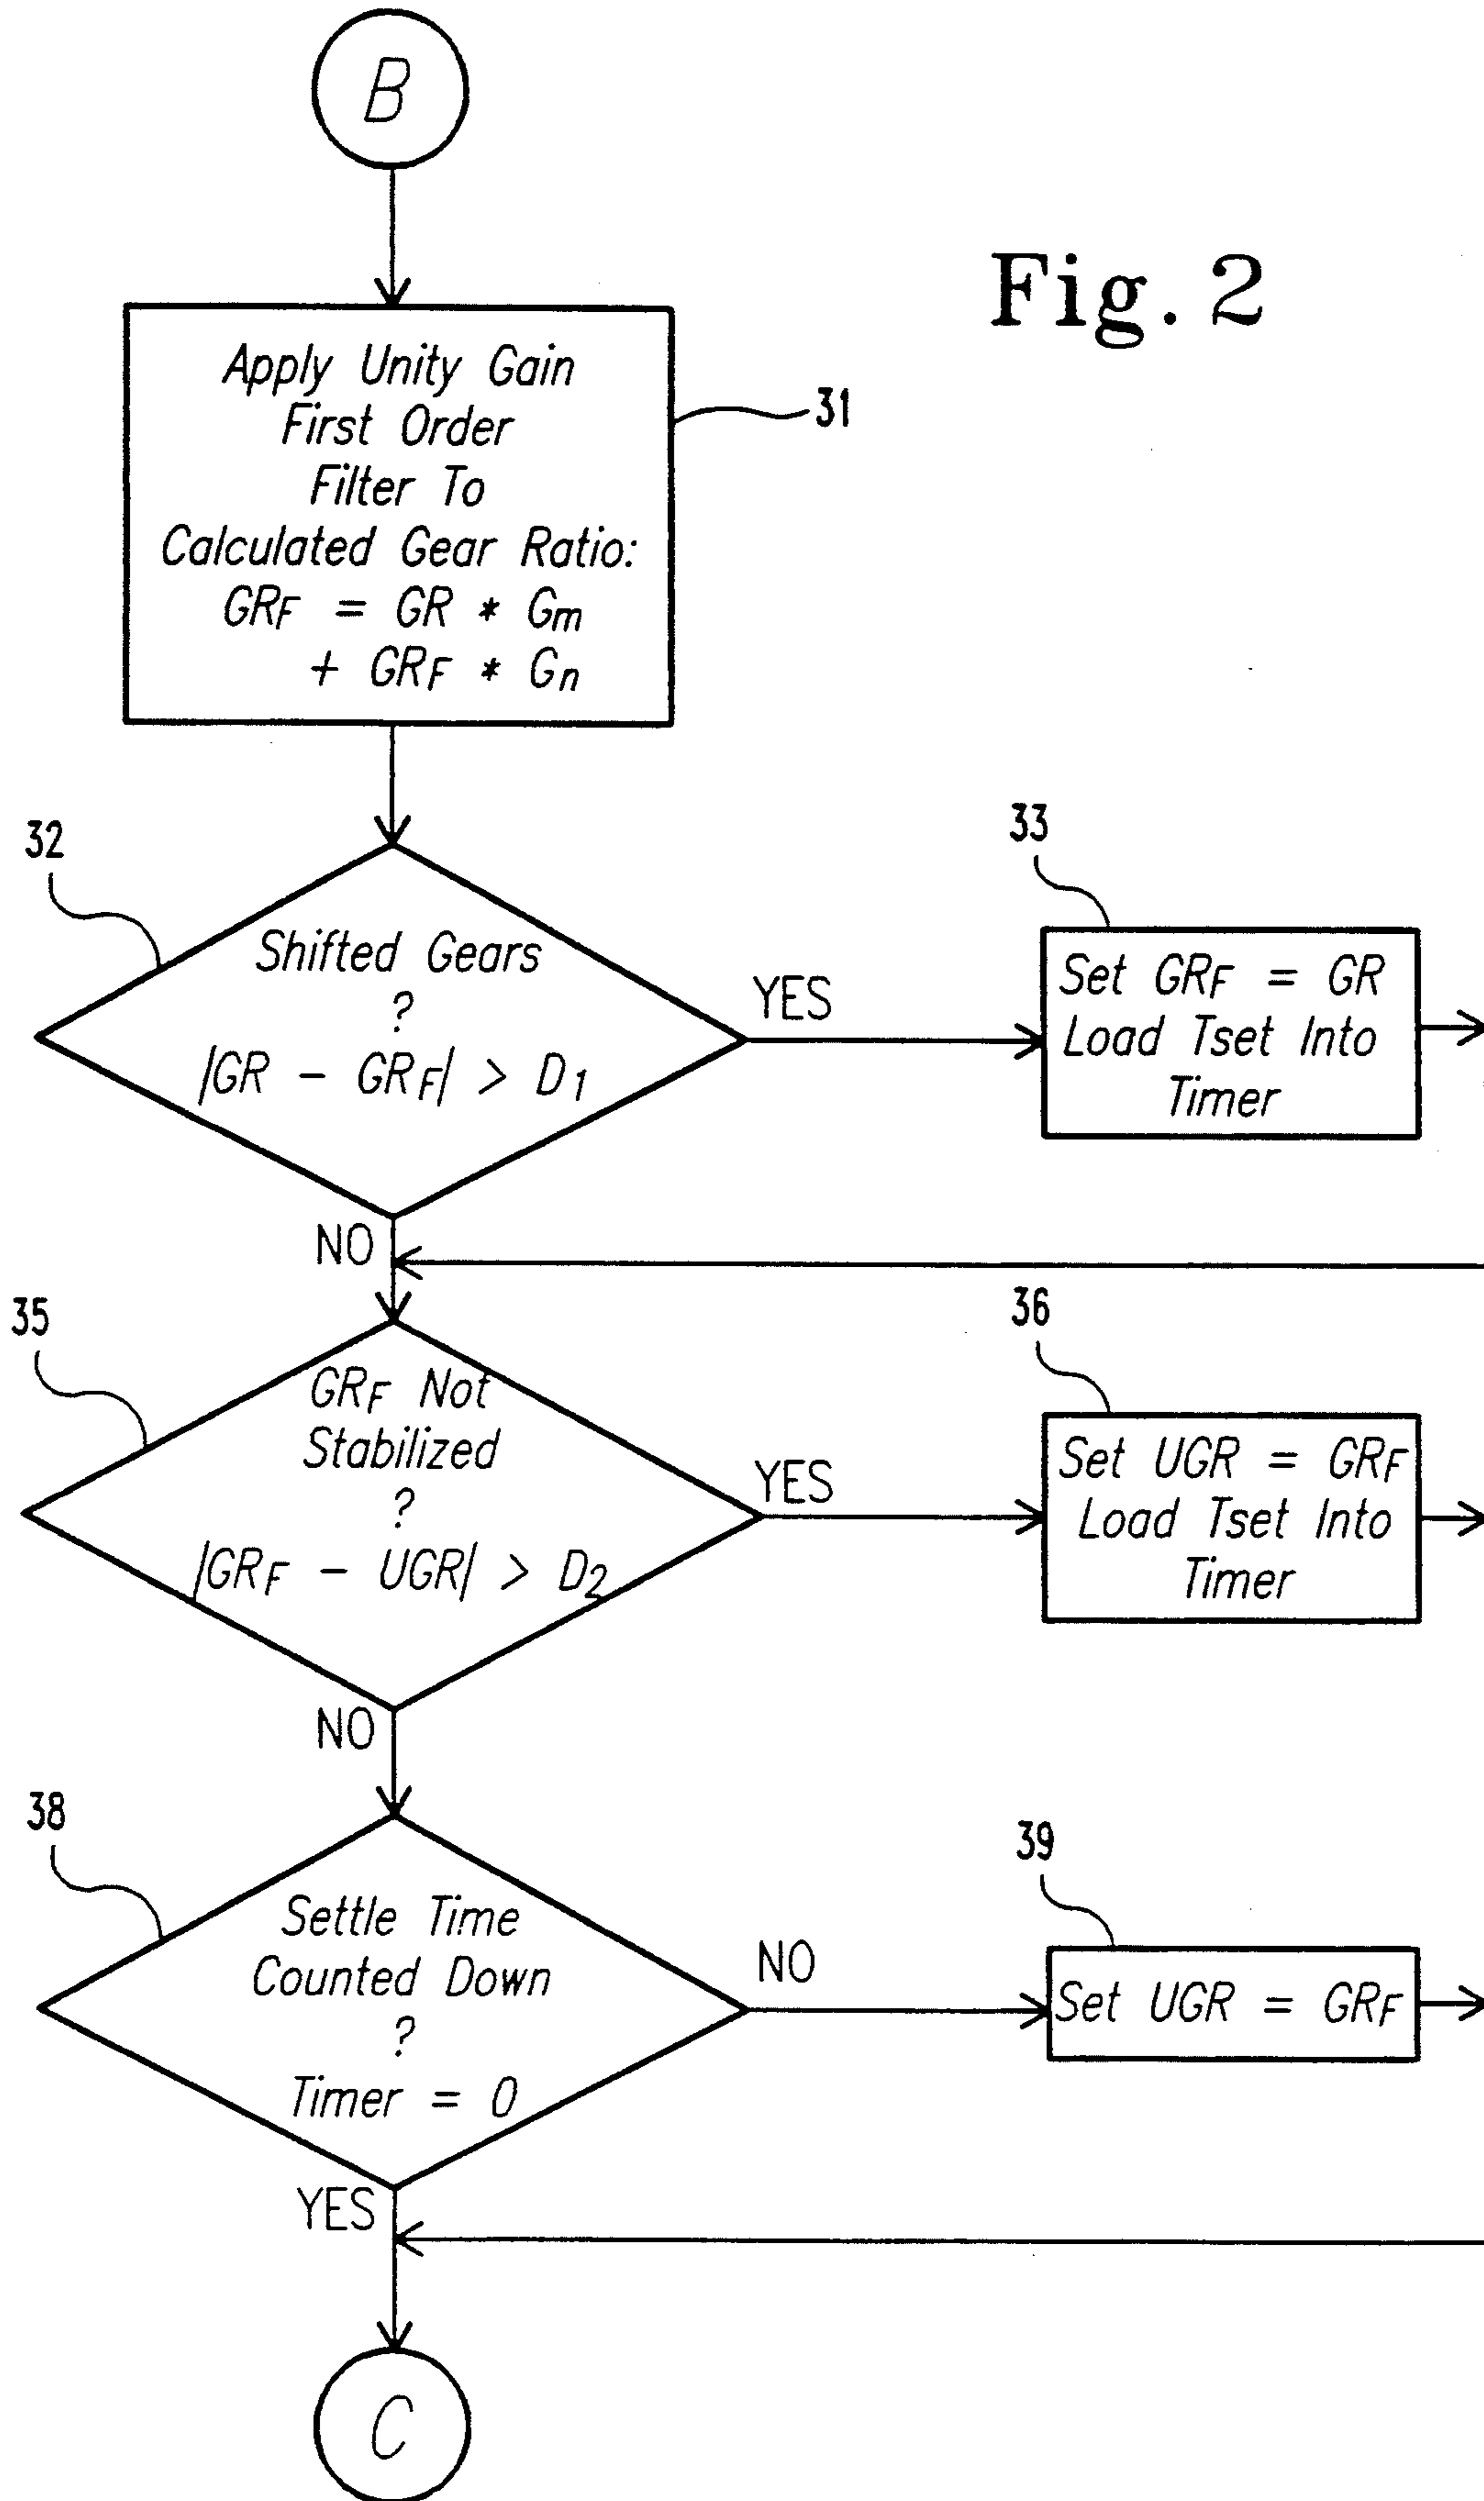 B
Fig. 2
Apply Unity Gain
First Order
Filter To
Calculated Gear Ratio:
GRF = GR * Gm
+ GRF * Gn
31
32
Shifted Gears
?
|GR - GRF| > D1
YES
NO
33
Set GRF = GR
Load Tset Into
Timer
35
GRF Not
Stabilized
?
|GRF - UGR| > D2
YES
NO
36
Set UGR = GRF
Load Tset Into
Timer
38
Settle Time
Counted Down
?
Timer = 0
NO
YES
39
Set UGR = GRF
C